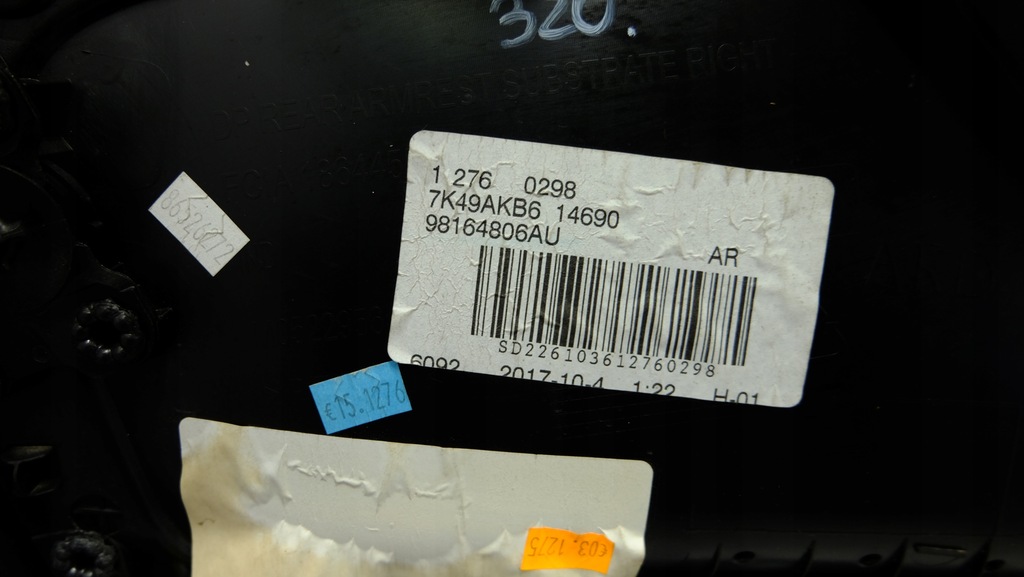 320.
REAR ARMREST SUBSTRATE RIGHT
1 276 0298
7K49AKB6 14690
98164806AU
AR
SD226103612760298
6092 2017-10-4 1:22 H-01
€15.1276
€03.1275